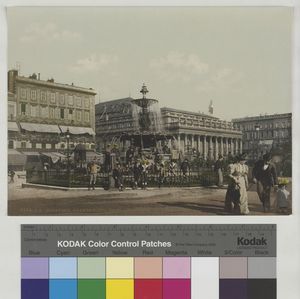 KODAK Color Control Patches
Kodak
Blue Cyan Green Yellow Red Magenta White 3/Color Black